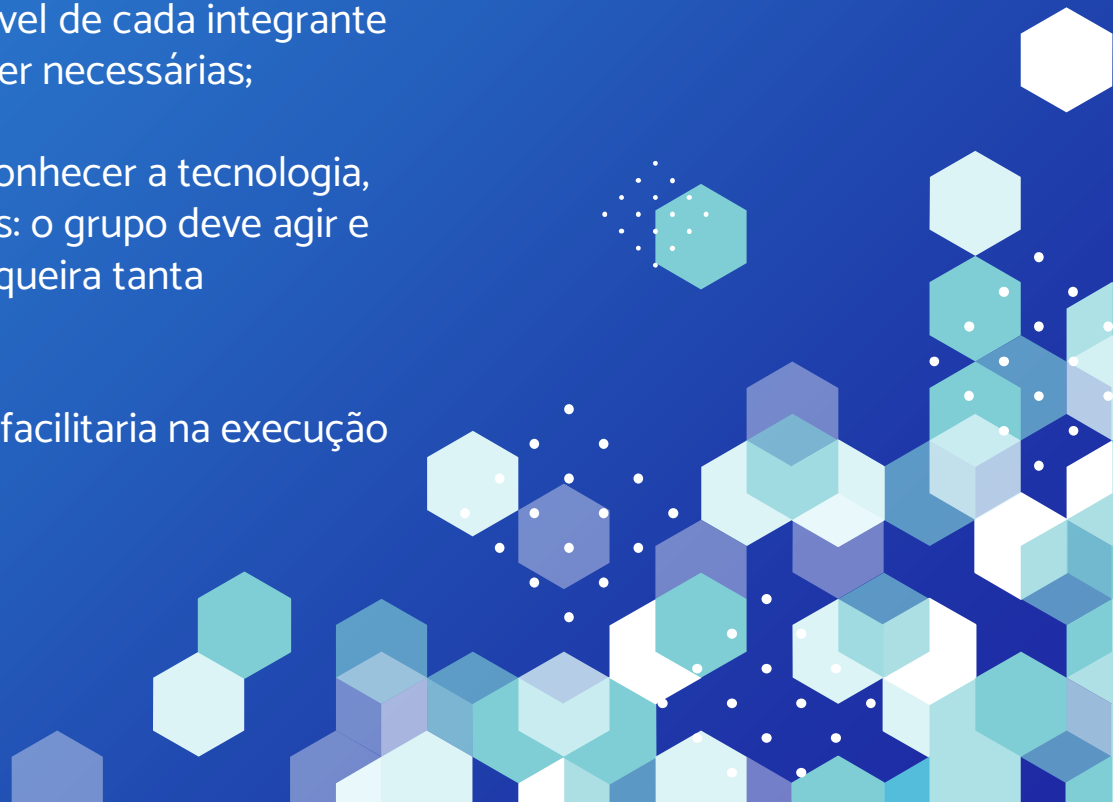 vel de cada integrante
er necessárias;
onhecer a tecnologia,
s: o grupo deve agir e
queira tanta
facilitaria na execução